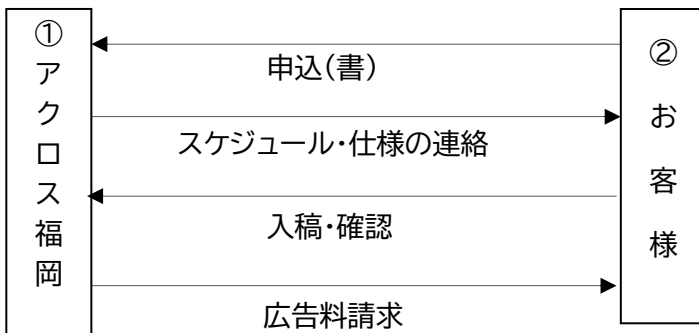 ①アクロス福岡
申込(書)
スケジュール・仕様の連絡
入稿・確認
広告料請求
②お客様